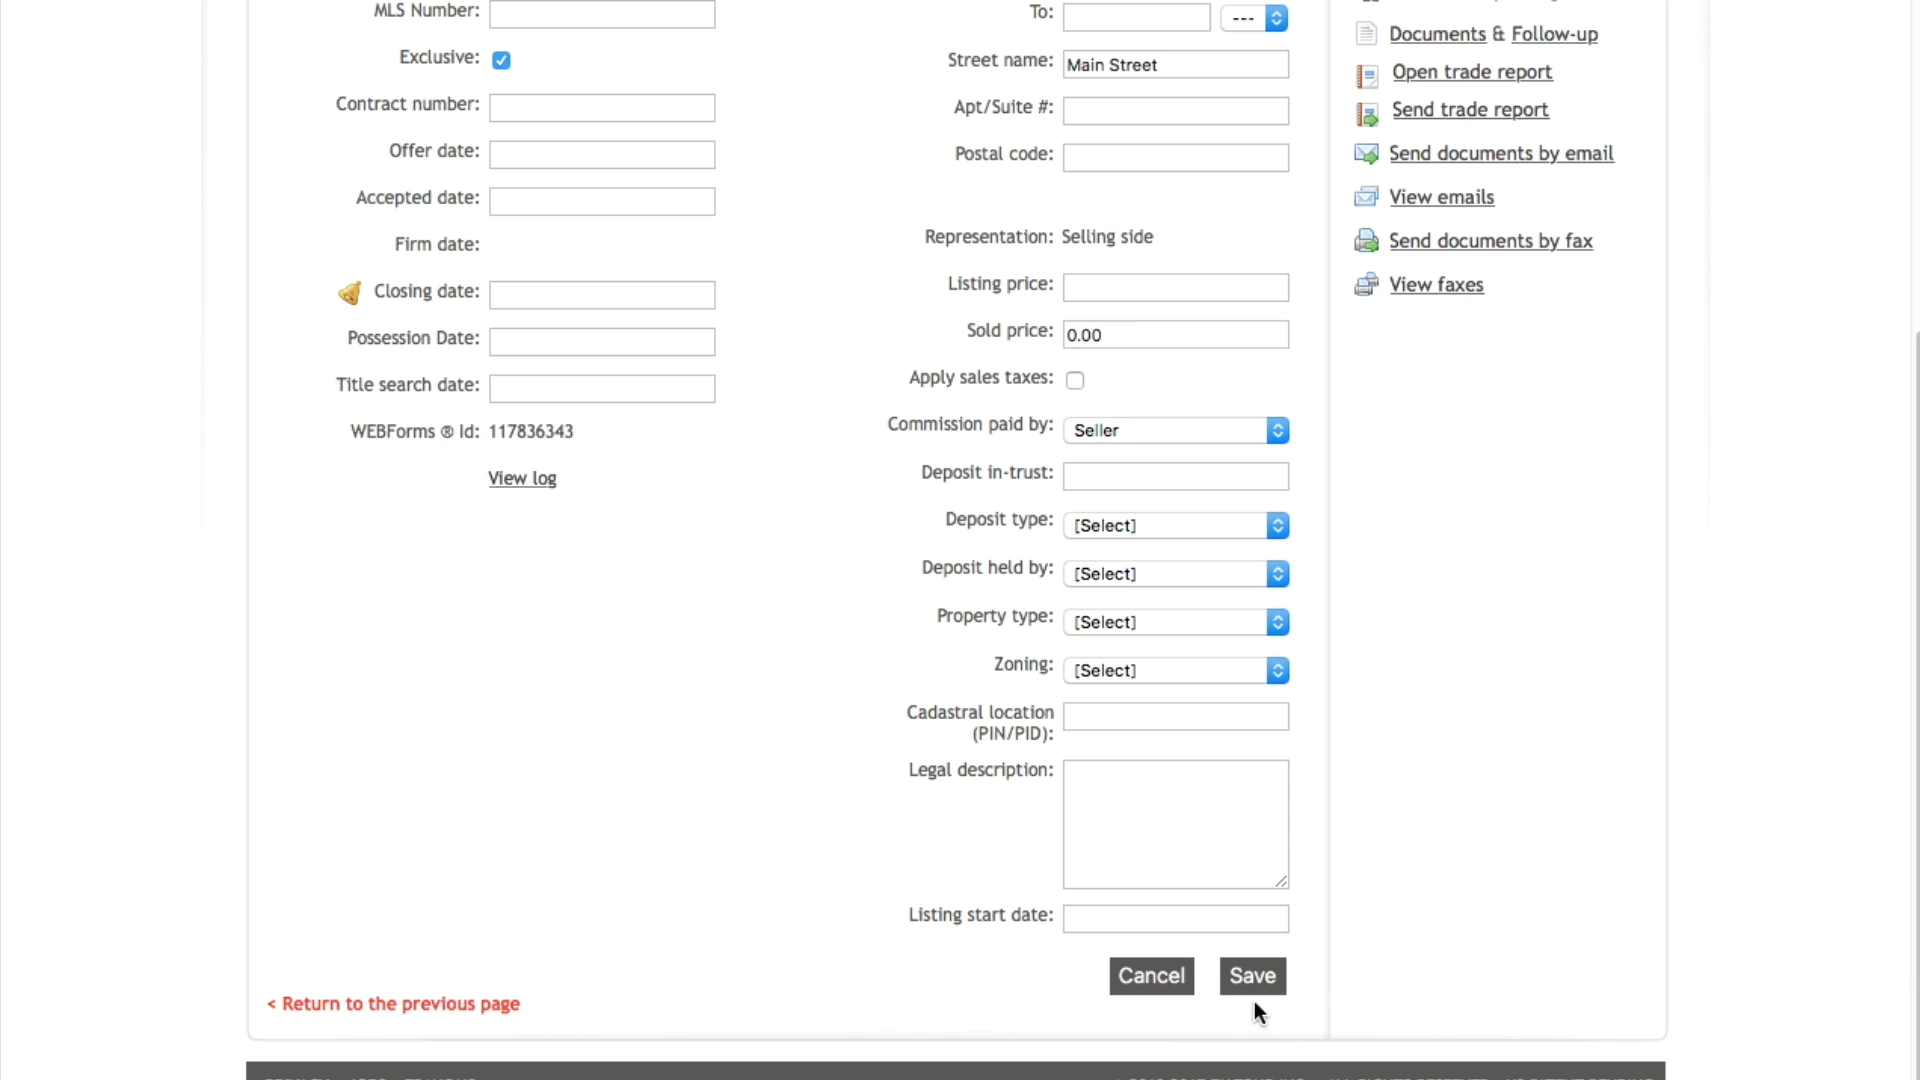 MLS Number:
Exclusive:
Contract number:
Offer date:
Accepted date:
Firm date:
Closing date:
Possession Date:
Title search date:
WEBForms ® Id: 117836343
View log
To: ---
Street name: Main Street
Apt/Suite #:
Postal code:
Representation: Selling side
Listing price:
Sold price: 0.00
Apply sales taxes:
Commission paid by: Seller
Deposit in-trust:
Deposit type: [Select]
Deposit held by: [Select]
Property type: [Select]
Zoning: [Select]
Cadastral location
(PIN/PID):
Legal description:
Listing start date:
Cancel Save
< Return to the previous page
Documents & Follow-up
Open trade report
Send trade report
Send documents by email
View emails
Send documents by fax
View faxes